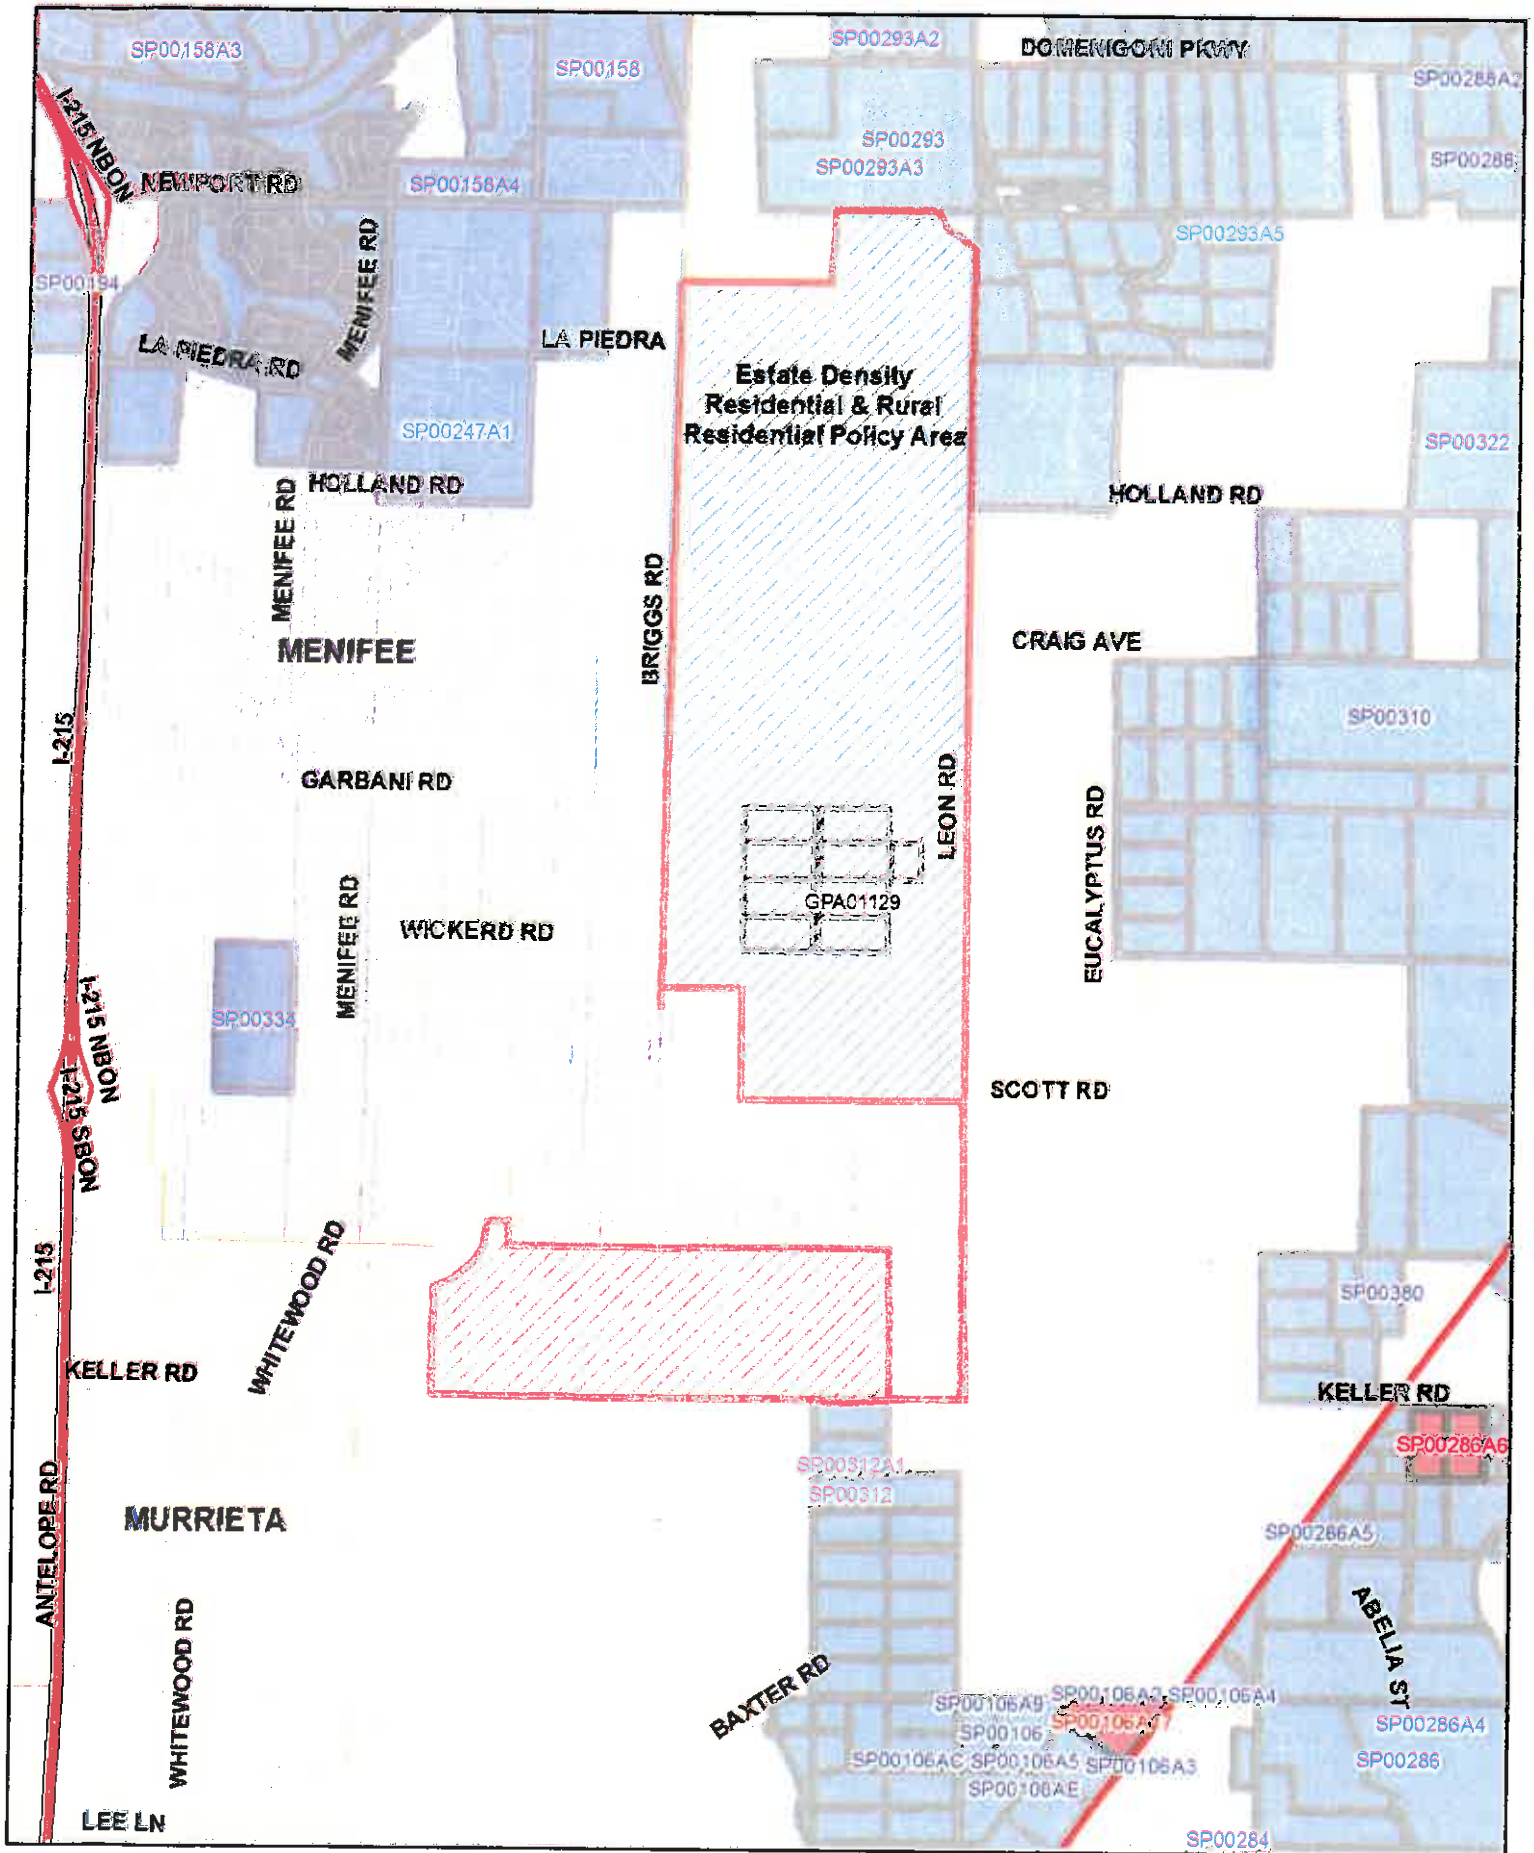 SP00158A3
SP00158
SP00293A2
DOMENIGONI PKWY
SP00288A2
I-215 NBON
SP00293
SP00293A3
SP00288
NEWPORT RD
SP00158A4
MENIFEE RD
SP00293A5
SP00194
LA PIEDRA RD
LA PIEDRA
Estate Density
Residential & Rural
Residential Policy Area
SP00247A1
SP00322
HOLLAND RD
HOLLAND RD
MENIFEE RD
BRIGGS RD
MENIFEE
CRAIG AVE
SP00310
I-215
GARBANI RD
LEON RD
EUCALYPTUS RD
MENIFEE RD
GPA01129
WICKERD RD
SP00334
I-215 NBON
I-215 SBON
SCOTT RD
I-215
WHITEWOOD RD
SP00380
KELLER RD
KELLER RD
SP00286A6
SP00312A1
SP00312
ANTELOPE RD
MURRIETA
SP00286A5
ABELIA ST
WHITEWOOD RD
BAXTER RD
SP00106A9
SP00106A4
SP00106
SP00286A4
SP00106AC
SP00106A5
SP00106A3
SP00286
SP00106AE
LEE LN
SP00284